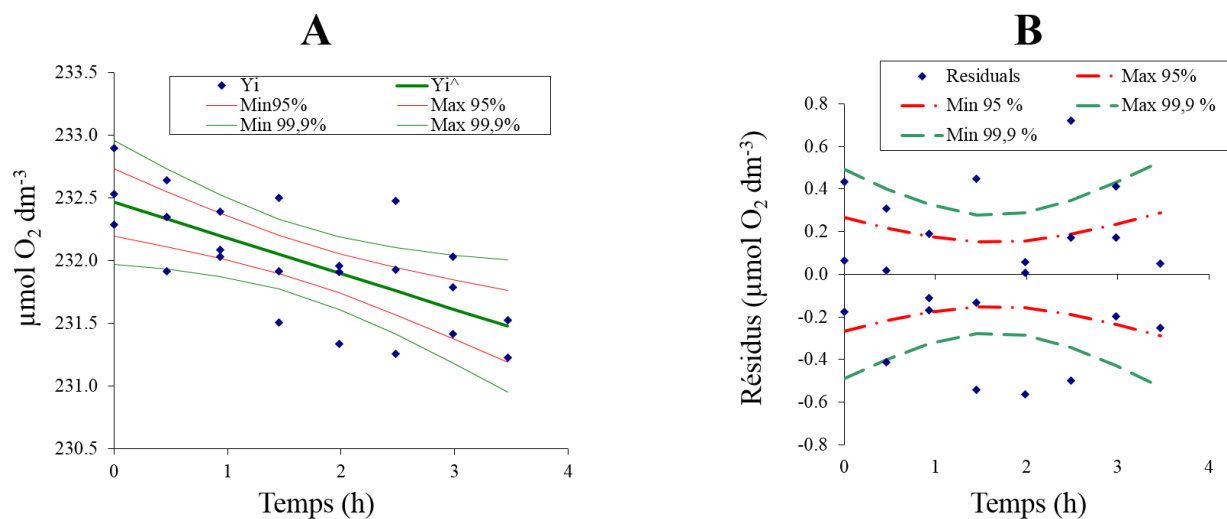 A
Yi
Yi^
Min95%
Max 95%
Min 99,9%
Max 99,9%
233.5
233.0
232.5
232.0
231.5
231.0
230.5
0 1 2 3 4
µmol O₂ dm⁻³
Temps (h)
B
Residuals
Max 95%
Min 95 %
Max 99,9 %
Min 99,9 %
0.8
0.6
0.4
0.2
0.0
-0.2
-0.4
-0.6
-0.8
0 1 2 3 4
Résidus (µmol O₂ dm⁻³)
Temps (h)